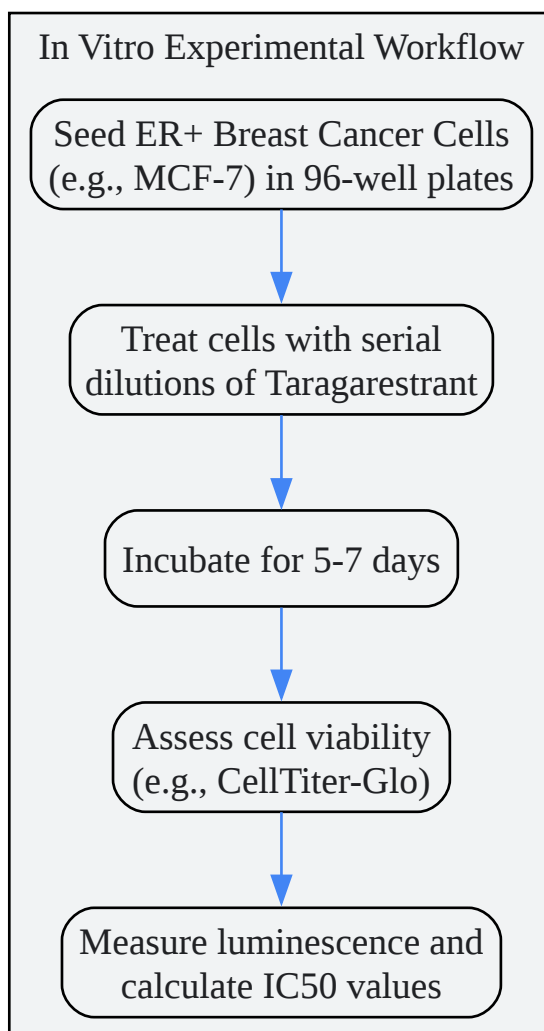 In Vitro Experimental Workflow
Seed ER+ Breast Cancer Cells
(e.g., MCF-7) in 96-well plates
Treat cells with serial
dilutions of Taragarestrant
Incubate for 5-7 days
Assess cell viability
(e.g., CellTiter-Glo)
Measure luminescence and
calculate IC50 values